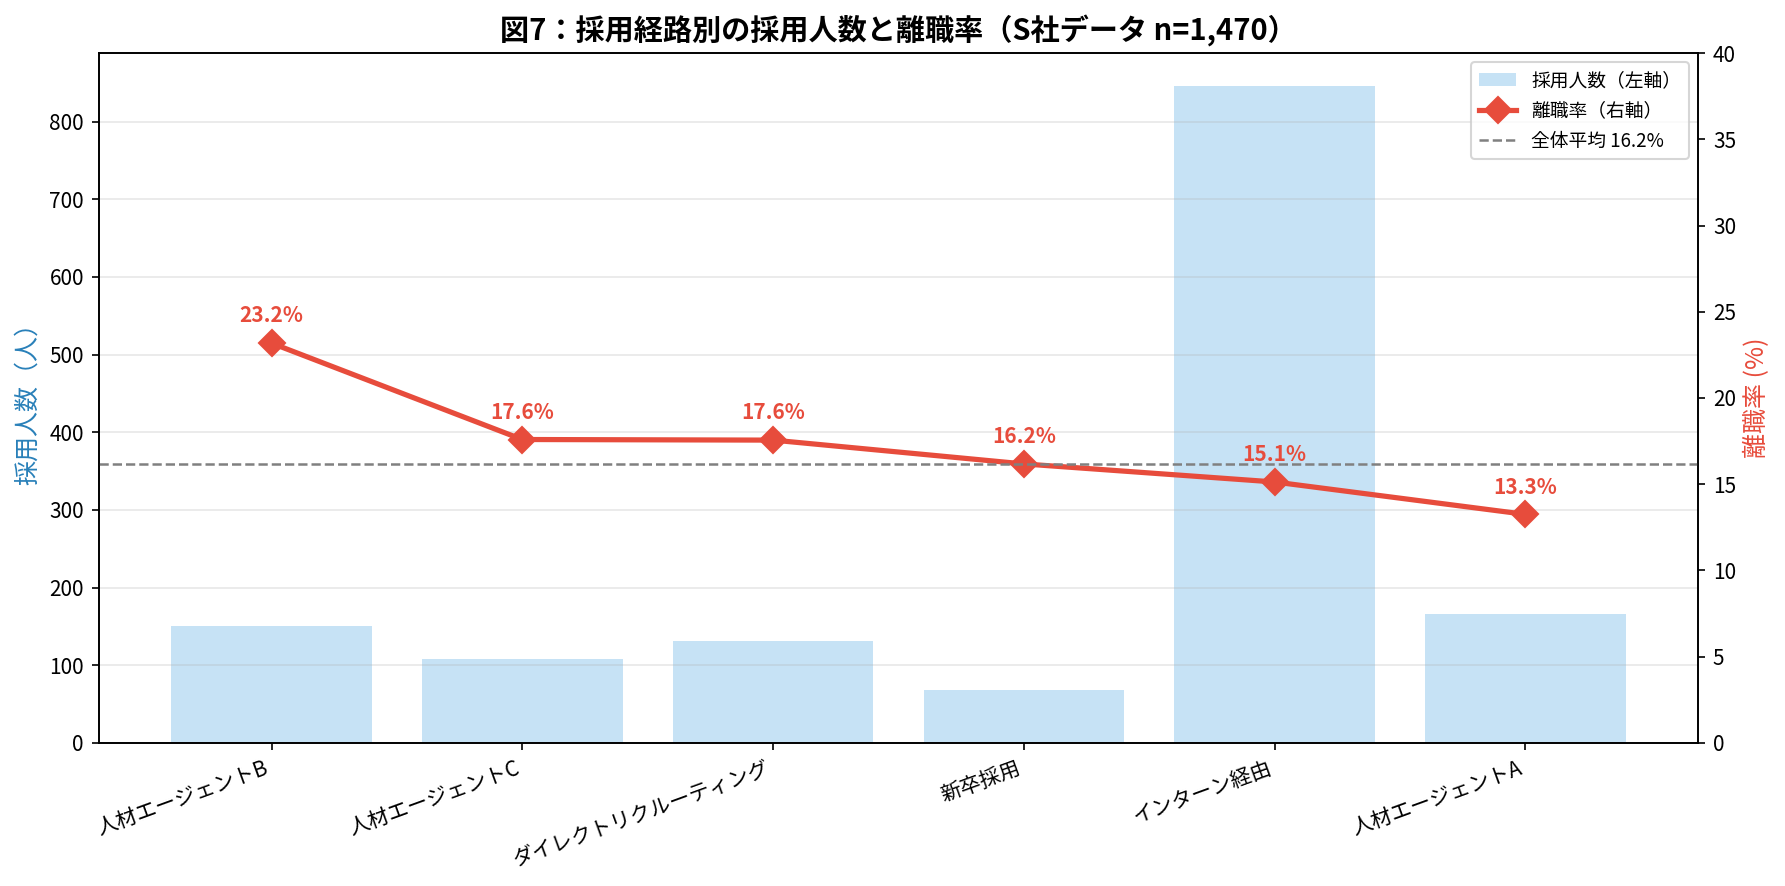 図7：採用経路別の採用人数と離職率（S社データ n=1,470）
採用人数（左軸）
離職率（右軸）
全体平均 16.2%
採用人数（人）
800
700
600
500
400
300
200
100
0
23.2%
17.6%
17.6%
16.2%
15.1%
13.3%
40
35
30
25
20
15
10
5
0
離職率 (%)
人材エージェントB
人材エージェントC
ダイレクトリクルーティング
新卒採用
インターン経由
人材エージェントA